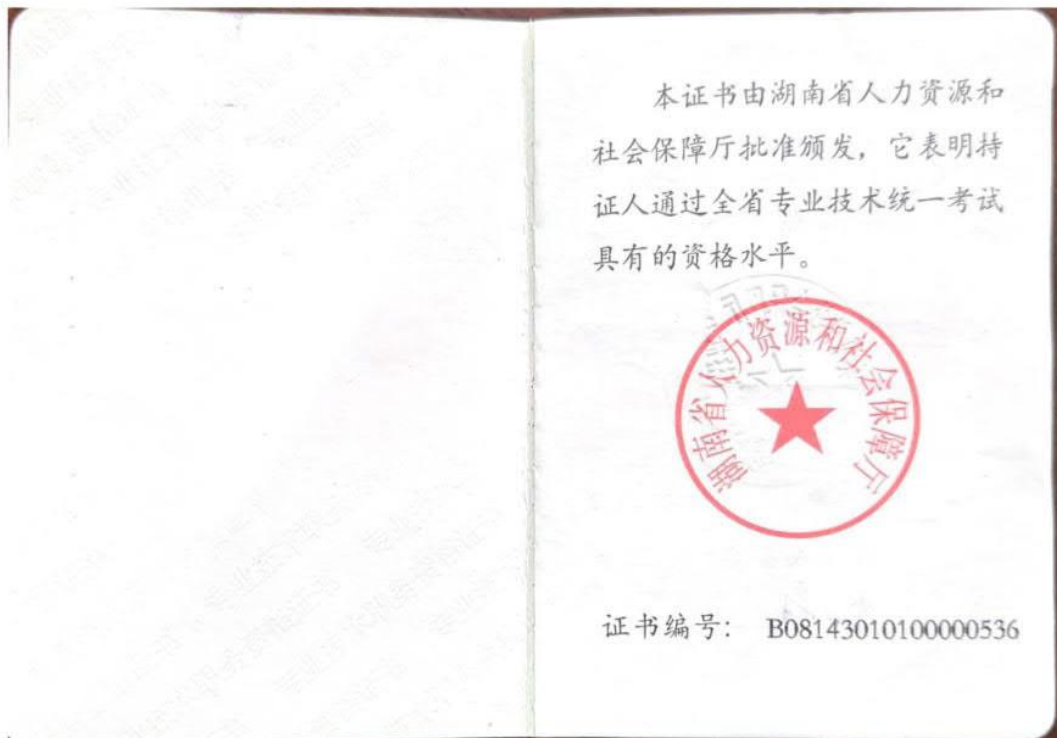 本证书由湖南省人力资源和
社会保障厅批准颁发，它表明持
证人通过全省专业技术统一考试
具有的资格水平。
湖南省人力资源和社会保障厅
证书编号： B08143010100000536